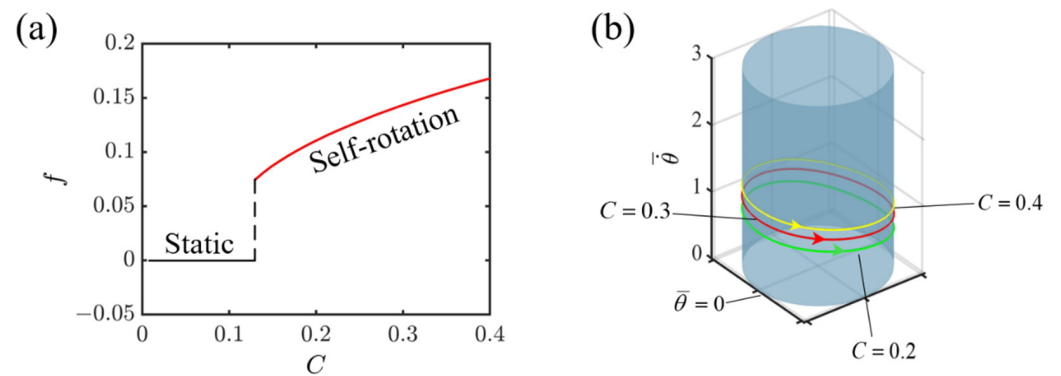 (a)
0.2
0.15
0.1
0.05
0
−0.05
f
Static
Self-rotation
0
0.1
0.2
0.3
0.4
C
(b)
3
2
1
0
θ̇̄
C = 0.3
C = 0.4
θ̄ = 0
C = 0.2